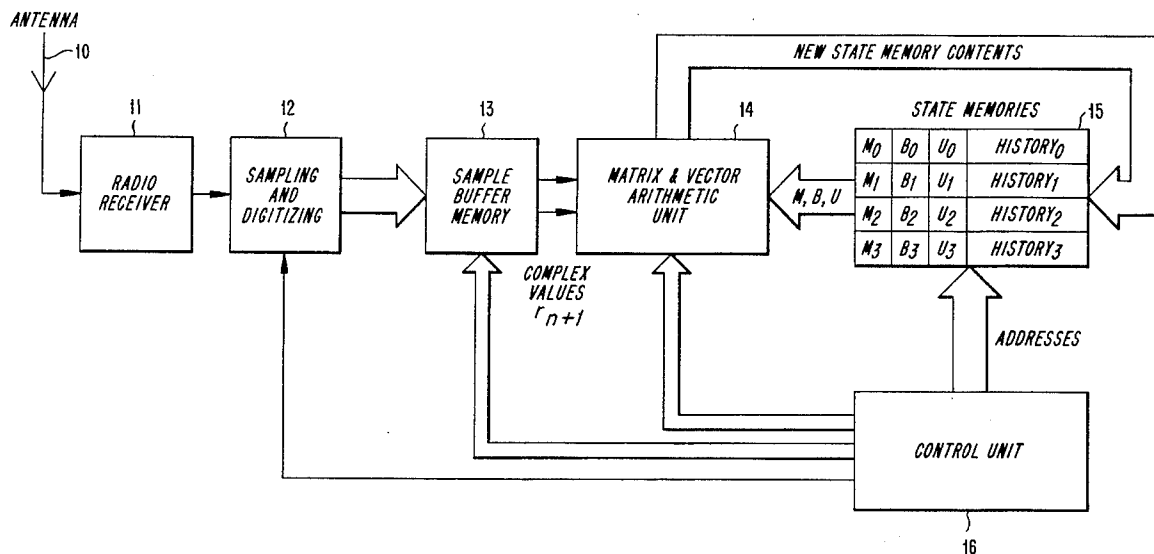 ANTENNA
10
NEW STATE MEMORY CONTENTS
11
12
13
14
STATE MEMORIES
15
RADIO
RECEIVER
SAMPLING
AND
DIGITIZING
SAMPLE
BUFFER
MEMORY
MATRIX & VECTOR
ARITHMETIC
UNIT
M, B, U
M0 B0 U0 HISTORY0
M1 B1 U1 HISTORY1
M2 B2 U2 HISTORY2
M3 B3 U3 HISTORY3
COMPLEX
VALUES
rn+1
ADDRESSES
CONTROL UNIT
16